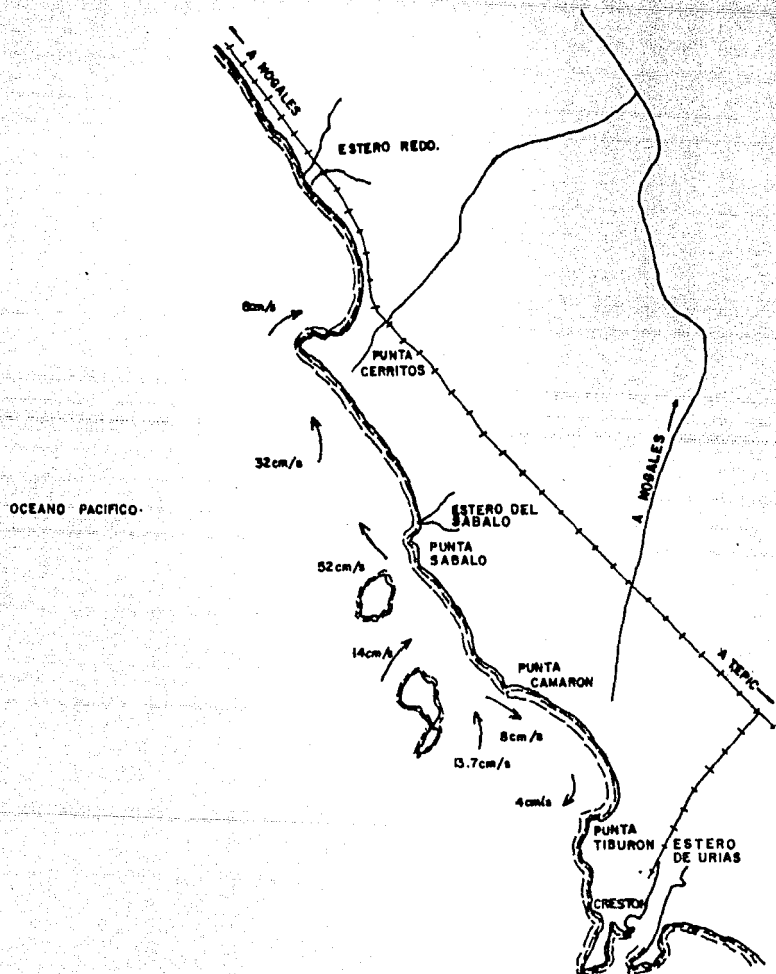 A NOGALES
ESTERO REDO.
8cm/s
PUNTA
CERRITOS
32cm/s
A NOGALES
OCEANO PACIFICO.
ESTERO DEL
SABALO
PUNTA
SABALO
52cm/s
14cm/s
A TEPIC
PUNTA
CAMARON
8cm/s
13.7cm/s
4cm/s
PUNTA
TIBURON
ESTERO
DE URIAS
CRESTON